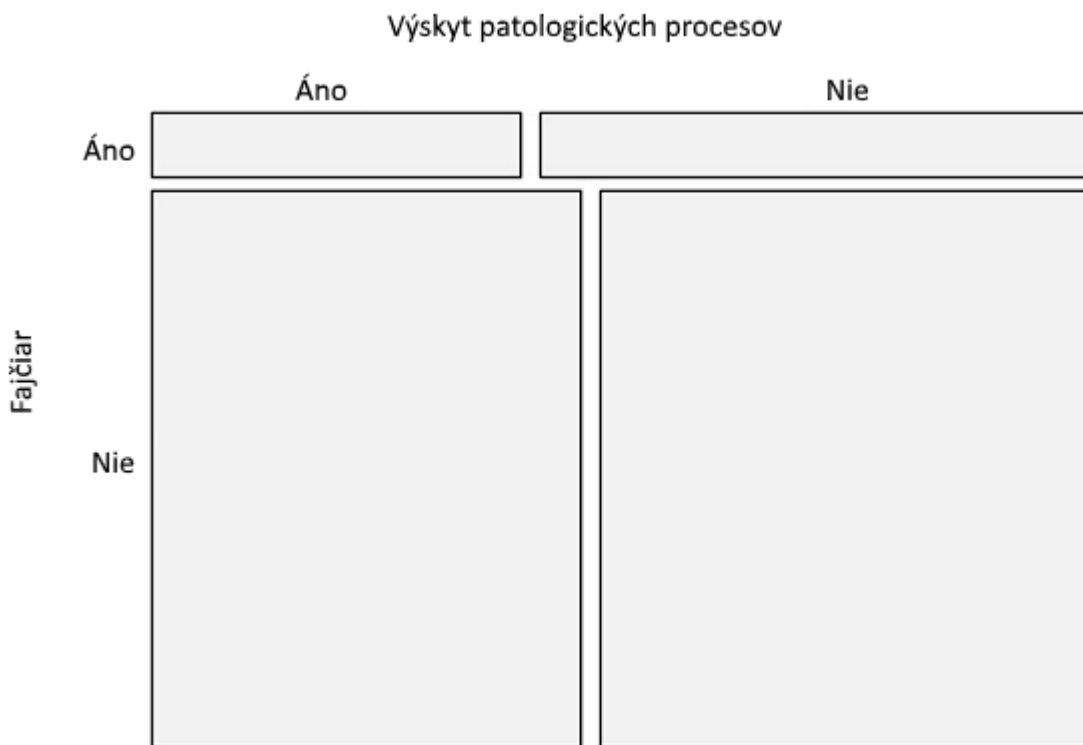 Výskyt patologických procesov
Áno
Nie
Áno
Fajčiar
Nie